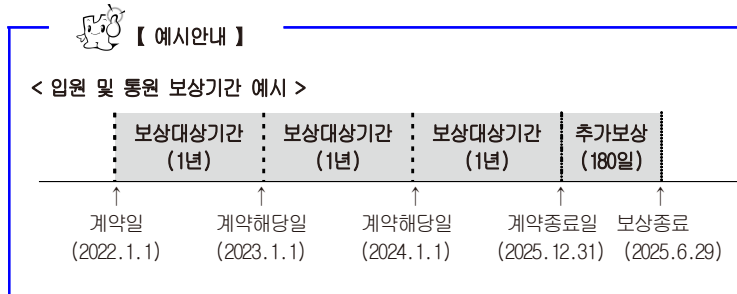 【 예시안내 】
< 입원 및 통원 보상기간 예시 >
보상대상기간 보상대상기간 보상대상기간 추가보상
(1년) (1년) (1년) (180일)
↑ ↑ ↑ ↑ ↑
계약일 계약해당일 계약해당일 계약종료일 보상종료
(2022.1.1) (2023.1.1) (2024.1.1) (2025.12.31) (2025.6.29)